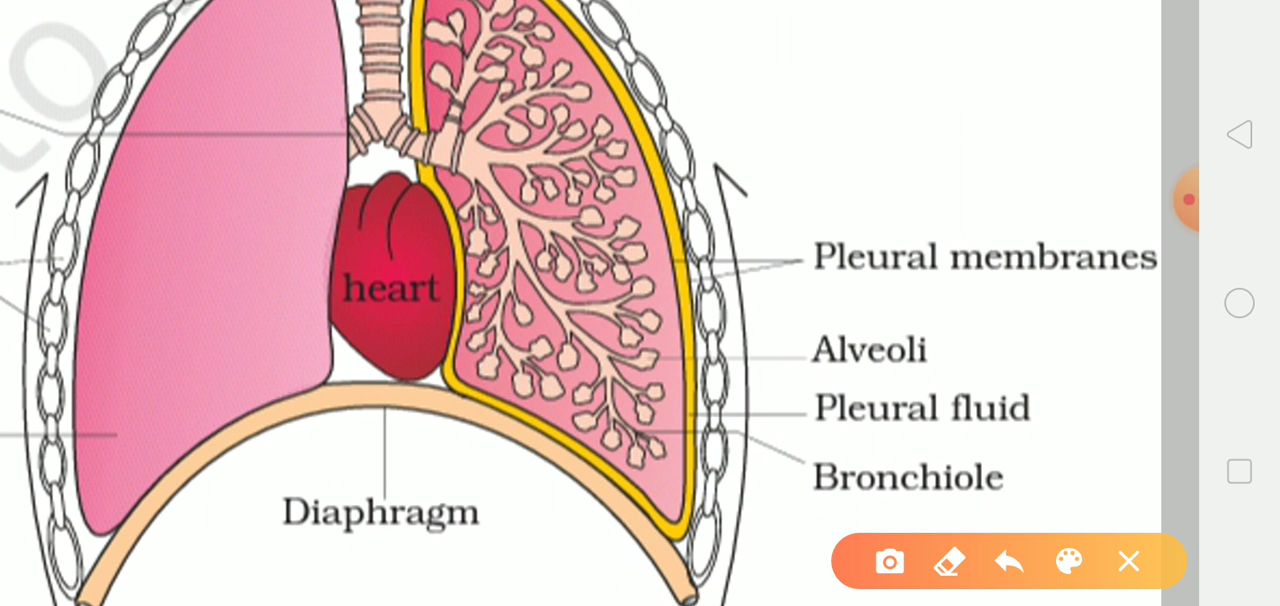 heart
Pleural membranes
Alveoli
Pleural fluid
Bronchiole
Diaphragm